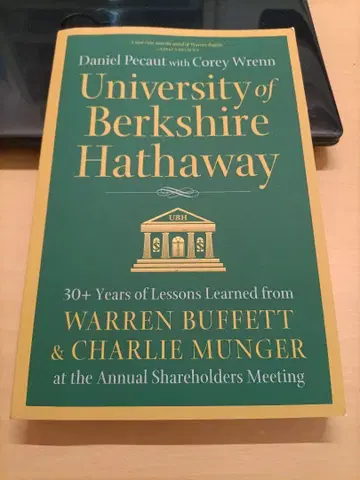 Daniel Pecaut with Corey Wrenn
University of
Berkshire
Hathaway
UBH
30+ Years of Lessons Learned from
WARREN BUFFETT
& CHARLIE MUNGER
at the Annual Shareholders Meeting